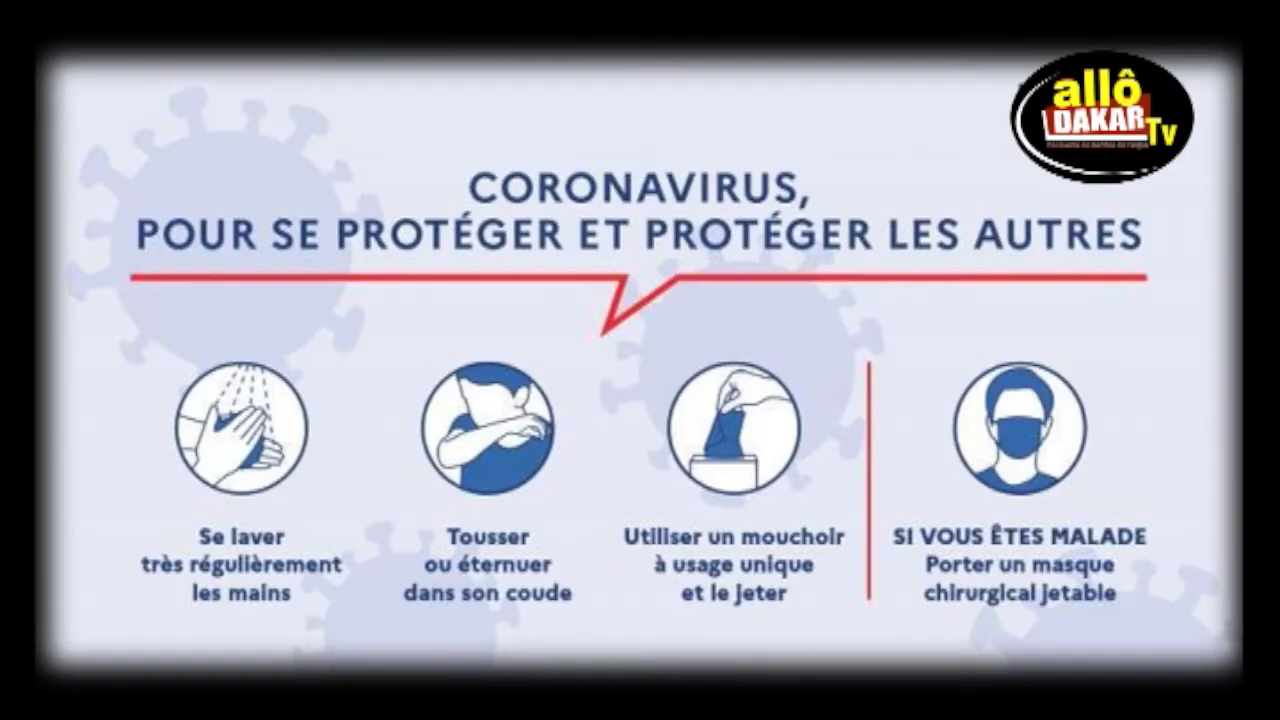 allô
DAKAR
Tv
CORONAVIRUS,
POUR SE PROTÉGER ET PROTÉGER LES AUTRES
Se laver
très régulièrement
les mains
Tousser
ou éternuer
dans son coude
Utiliser un mouchoir
à usage unique
et le jeter
SI VOUS ÊTES MALADE
Porter un masque
chirurgical jetable